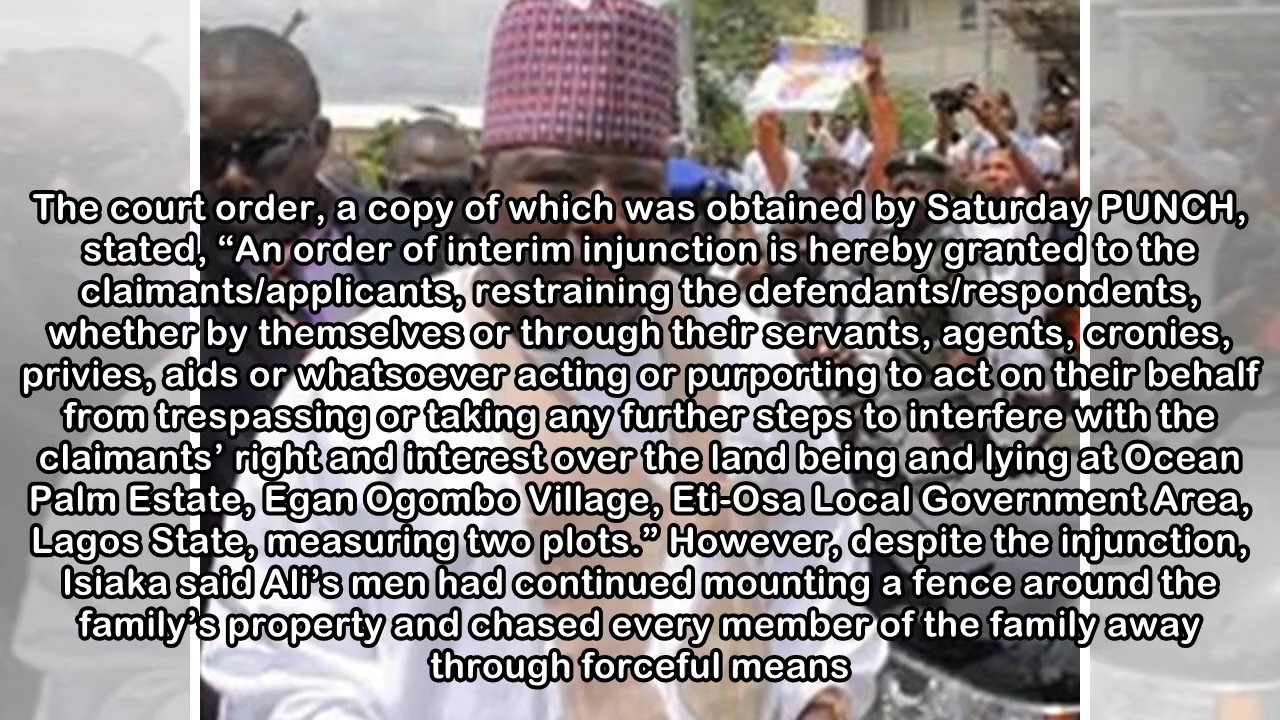 The court order, a copy of which was obtained by Saturday PUNCH,
stated, “An order of interim injunction is hereby granted to the
claimants/applicants, restraining the defendants/respondents,
whether by themselves or through their servants, agents, cronies,
privies, aids or whatsoever acting or purporting to act on their behalf
from trespassing or taking any further steps to interfere with the
claimants’ right and interest over the land being and lying at Ocean
Palm Estate, Egan Ogombo Village, Eti-Osa Local Government Area,
Lagos State, measuring two plots.” However, despite the injunction,
Isiaka said Ali’s men had continued mounting a fence around the
family’s property and chased every member of the family away
through forceful means